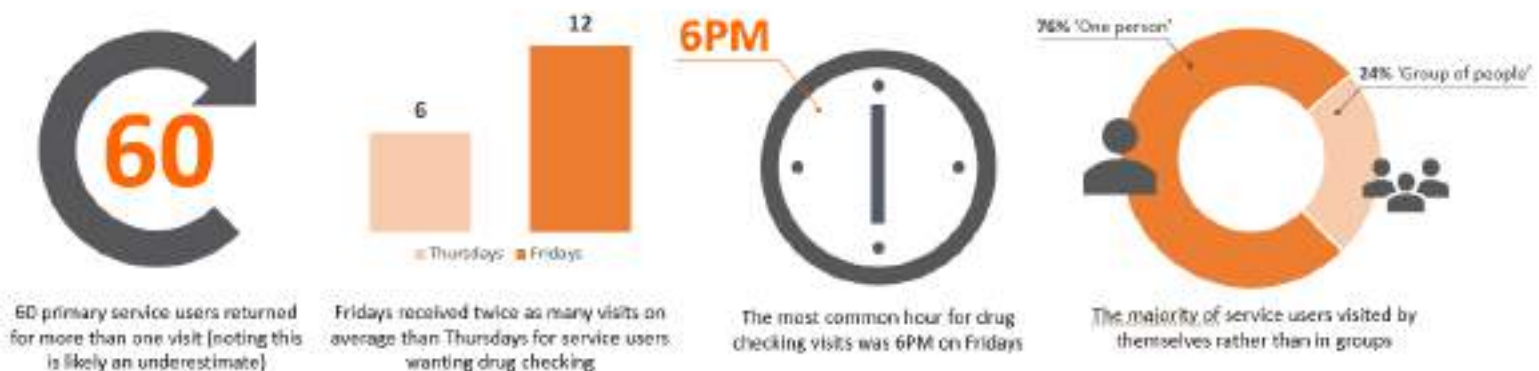 60
60 primary service users returned
for more than one visit (noting this
is likely an underestimate)
12
6
Thursdays Fridays
Fridays received twice as many visits on
average than Thursdays for service users
wanting drug checking
6PM
The most common hour for drug
checking visits was 6PM on Fridays
76% 'One person'
24% 'Group of people'
The majority of service users visited by
themselves rather than in groups